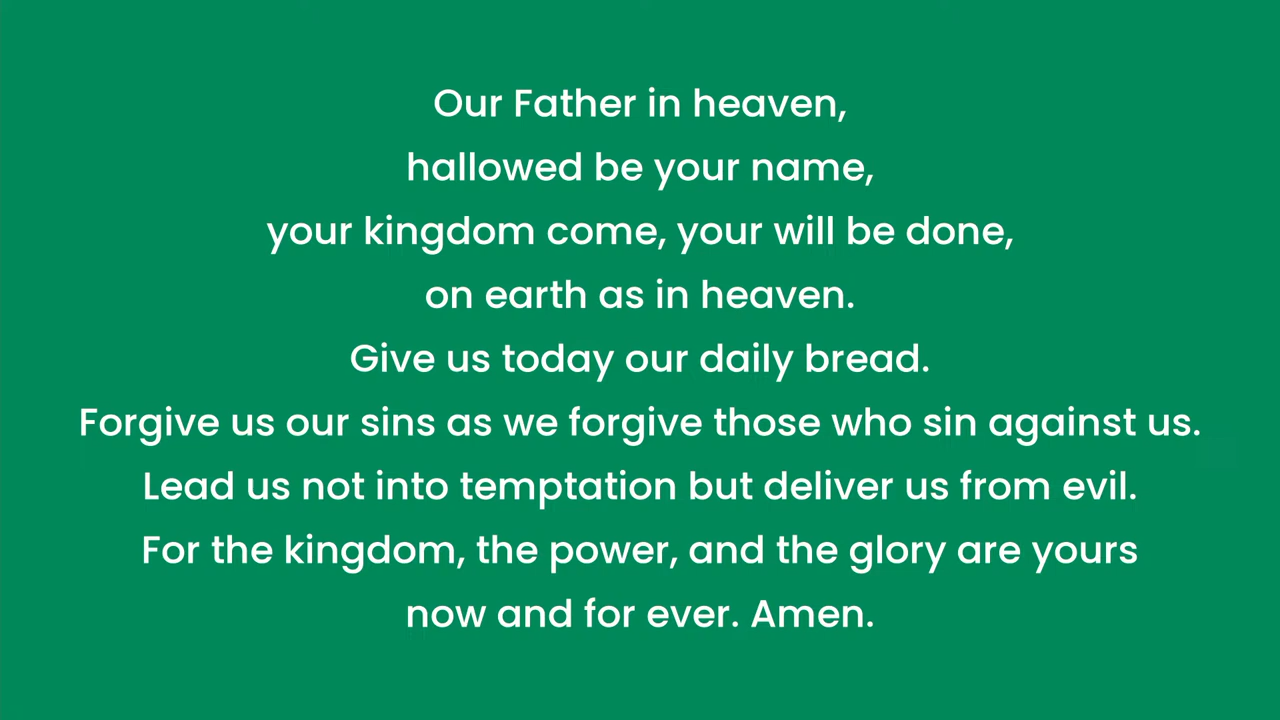 Our Father in heaven,
hallowed be your name,
your kingdom come, your will be done,
on earth as in heaven.
Give us today our daily bread.
Forgive us our sins as we forgive those who sin against us.
Lead us not into temptation but deliver us from evil.
For the kingdom, the power, and the glory are yours
now and for ever. Amen.